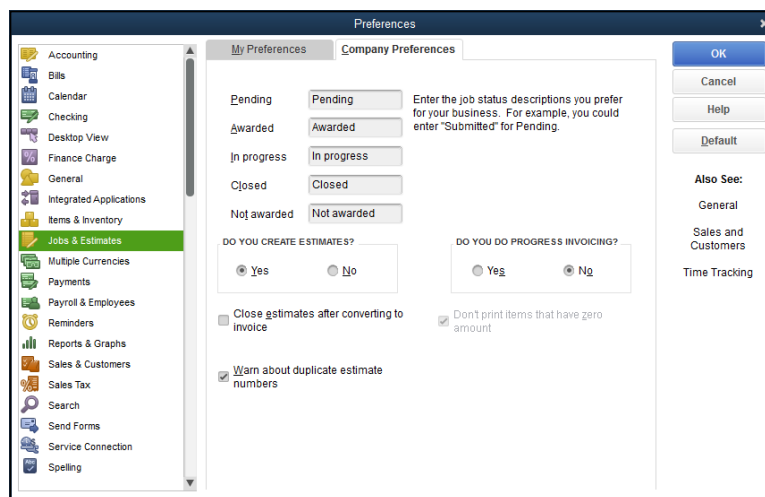 Preferences
Accounting
Bills
Calendar
Checking
Desktop View
Finance Charge
General
Integrated Applications
Items & Inventory
Jobs & Estimates
Multiple Currencies
Payments
Payroll & Employees
Reminders
Reports & Graphs
Sales & Customers
Sales Tax
Search
Send Forms
Service Connection
Spelling
My Preferences
Company Preferences
Pending Pending
Awarded Awarded
In progress In progress
Closed Closed
Not awarded Not awarded
Enter the job status descriptions you prefer
for your business. For example, you could
enter "Submitted" for Pending.
DO YOU CREATE ESTIMATES?
Yes No
DO YOU DO PROGRESS INVOICING?
Yes No
Close estimates after converting to
invoice
Don't print items that have zero
amount
Warn about duplicate estimate
numbers
OK
Cancel
Help
Default
Also See:
General
Sales and
Customers
Time Tracking